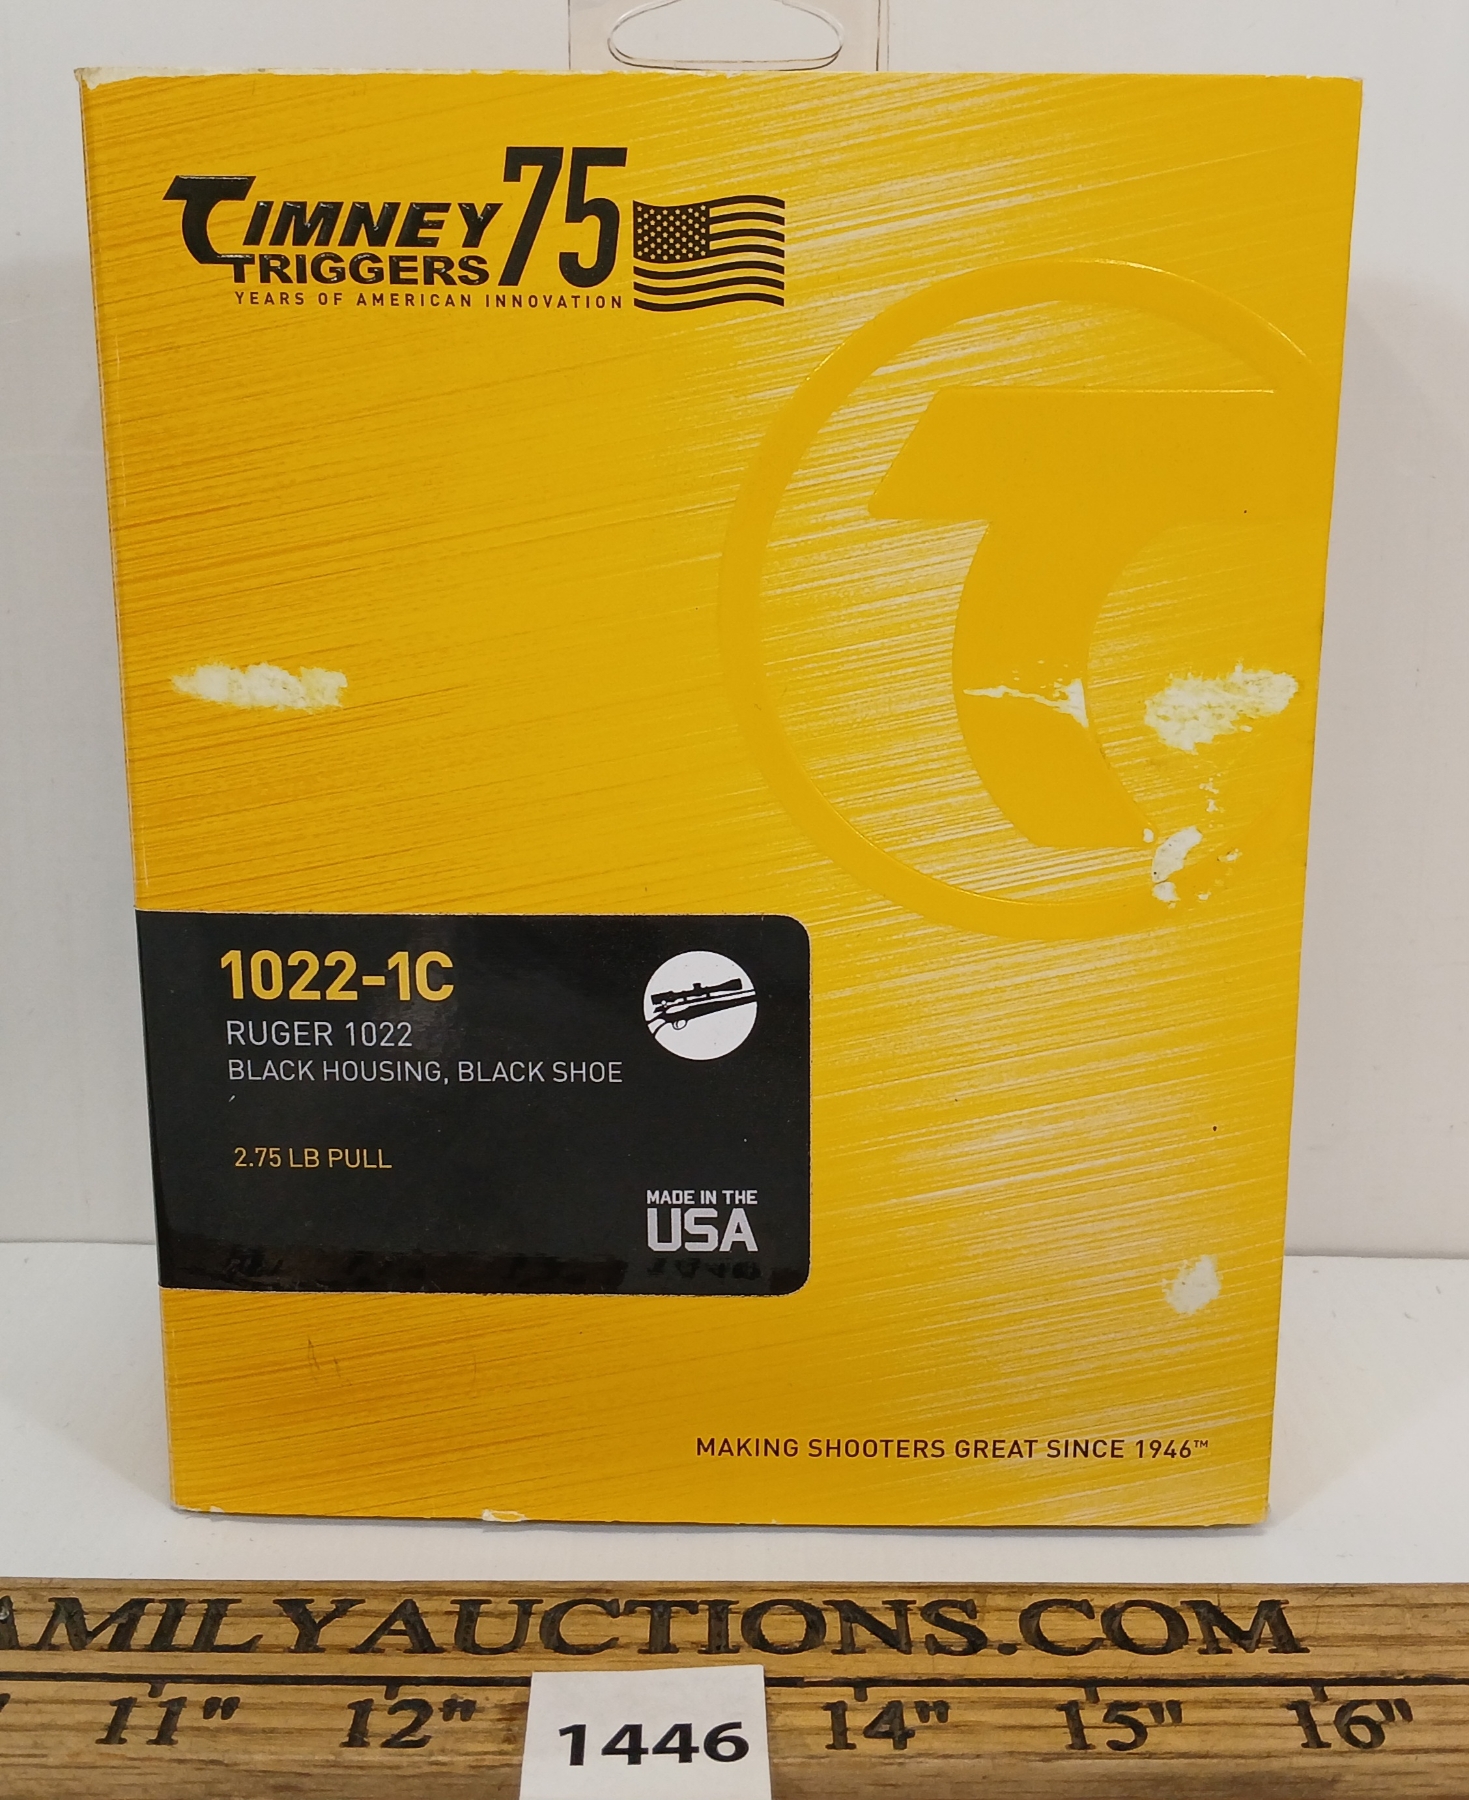 TIMNEY 75
TRIGGERS
YEARS OF AMERICAN INNOVATION
1022-1C
RUGER 1022
BLACK HOUSING, BLACK SHOE
2.75 LB PULL
MADE IN THE
USA
MAKING SHOOTERS GREAT SINCE 1946™
AMILYAUCTIONS.COM
11" 12" 14" 15" 16"
1446